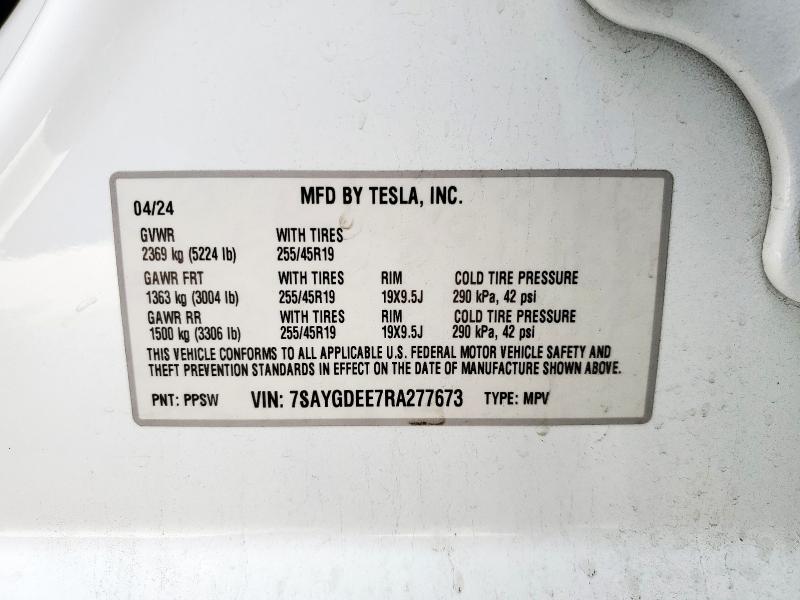 MFD BY TESLA, INC.
04/24
GVWR WITH TIRES
2369 kg (5224 lb) 255/45R19
GAWR FRT WITH TIRES RIM COLD TIRE PRESSURE
1363 kg (3004 lb) 255/45R19 19X9.5J 290 kPa, 42 psi
GAWR RR WITH TIRES RIM COLD TIRE PRESSURE
1500 kg (3306 lb) 255/45R19 19X9.5J 290 kPa, 42 psi
THIS VEHICLE CONFORMS TO ALL APPLICABLE U.S. FEDERAL MOTOR VEHICLE SAFETY AND
THEFT PREVENTION STANDARDS IN EFFECT ON THE DATE OF MANUFACTURE SHOWN ABOVE.
PNT: PPSW VIN: 7SAYGDEE7RA277673 TYPE: MPV